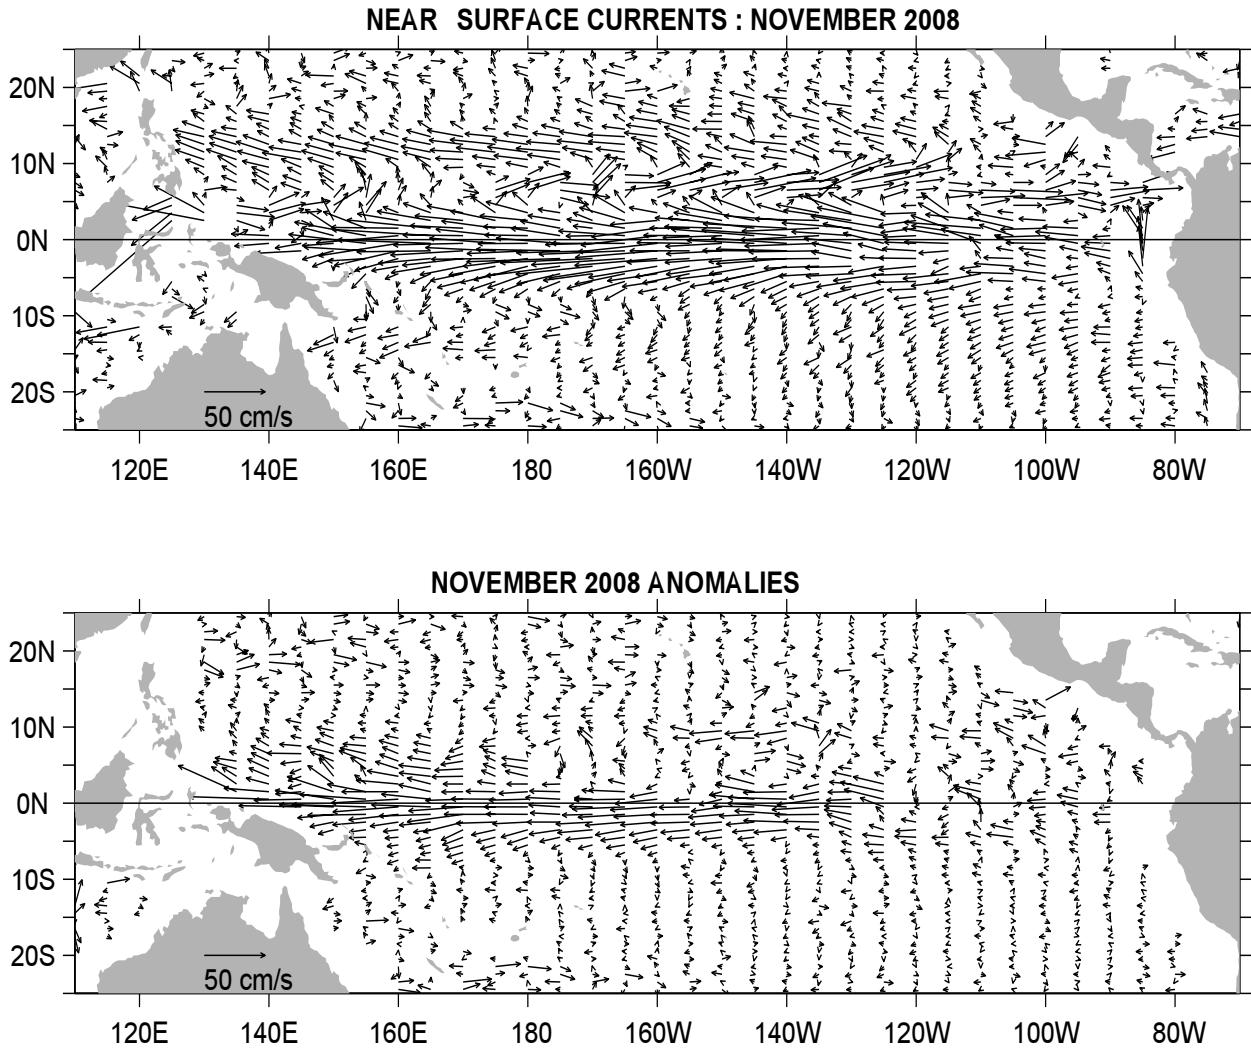 NEAR SURFACE CURRENTS : NOVEMBER 2008
20N
10N
0N
10S
20S
50 cm/s
120E 140E 160E 180 160W 140W 120W 100W 80W
NOVEMBER 2008 ANOMALIES
20N
10N
0N
10S
20S
50 cm/s
120E 140E 160E 180 160W 140W 120W 100W 80W